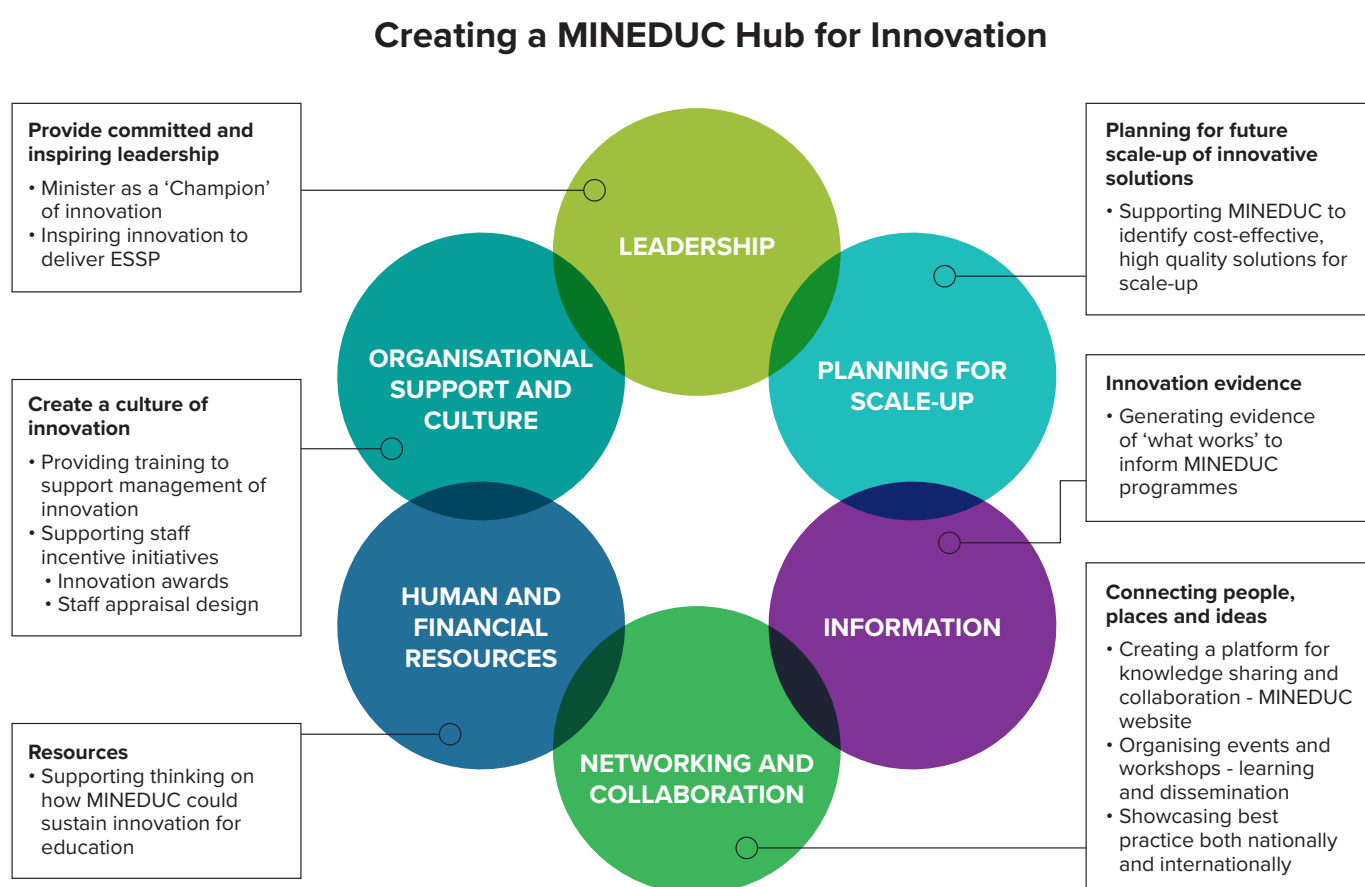 Creating a MINEDUC Hub for Innovation
Provide committed and
inspiring leadership
• Minister as a ‘Champion’
of innovation
• Inspiring innovation to
deliver ESSP
Create a culture of
innovation
• Providing training to
support management of
innovation
• Supporting staff
incentive initiatives
• Innovation awards
• Staff appraisal design
Resources
• Supporting thinking on
how MINEDUC could
sustain innovation for
education
LEADERSHIP
ORGANISATIONAL
SUPPORT AND
CULTURE
PLANNING FOR
SCALE-UP
HUMAN AND
FINANCIAL
RESOURCES
INFORMATION
NETWORKING AND
COLLABORATION
Planning for future
scale-up of innovative
solutions
• Supporting MINEDUC to
identify cost-effective,
high quality solutions for
scale-up
Innovation evidence
• Generating evidence
of ‘what works’ to
inform MINEDUC
programmes
Connecting people,
places and ideas
• Creating a platform for
knowledge sharing and
collaboration - MINEDUC
website
• Organising events and
workshops - learning
and dissemination
• Showcasing best
practice both nationally
and internationally